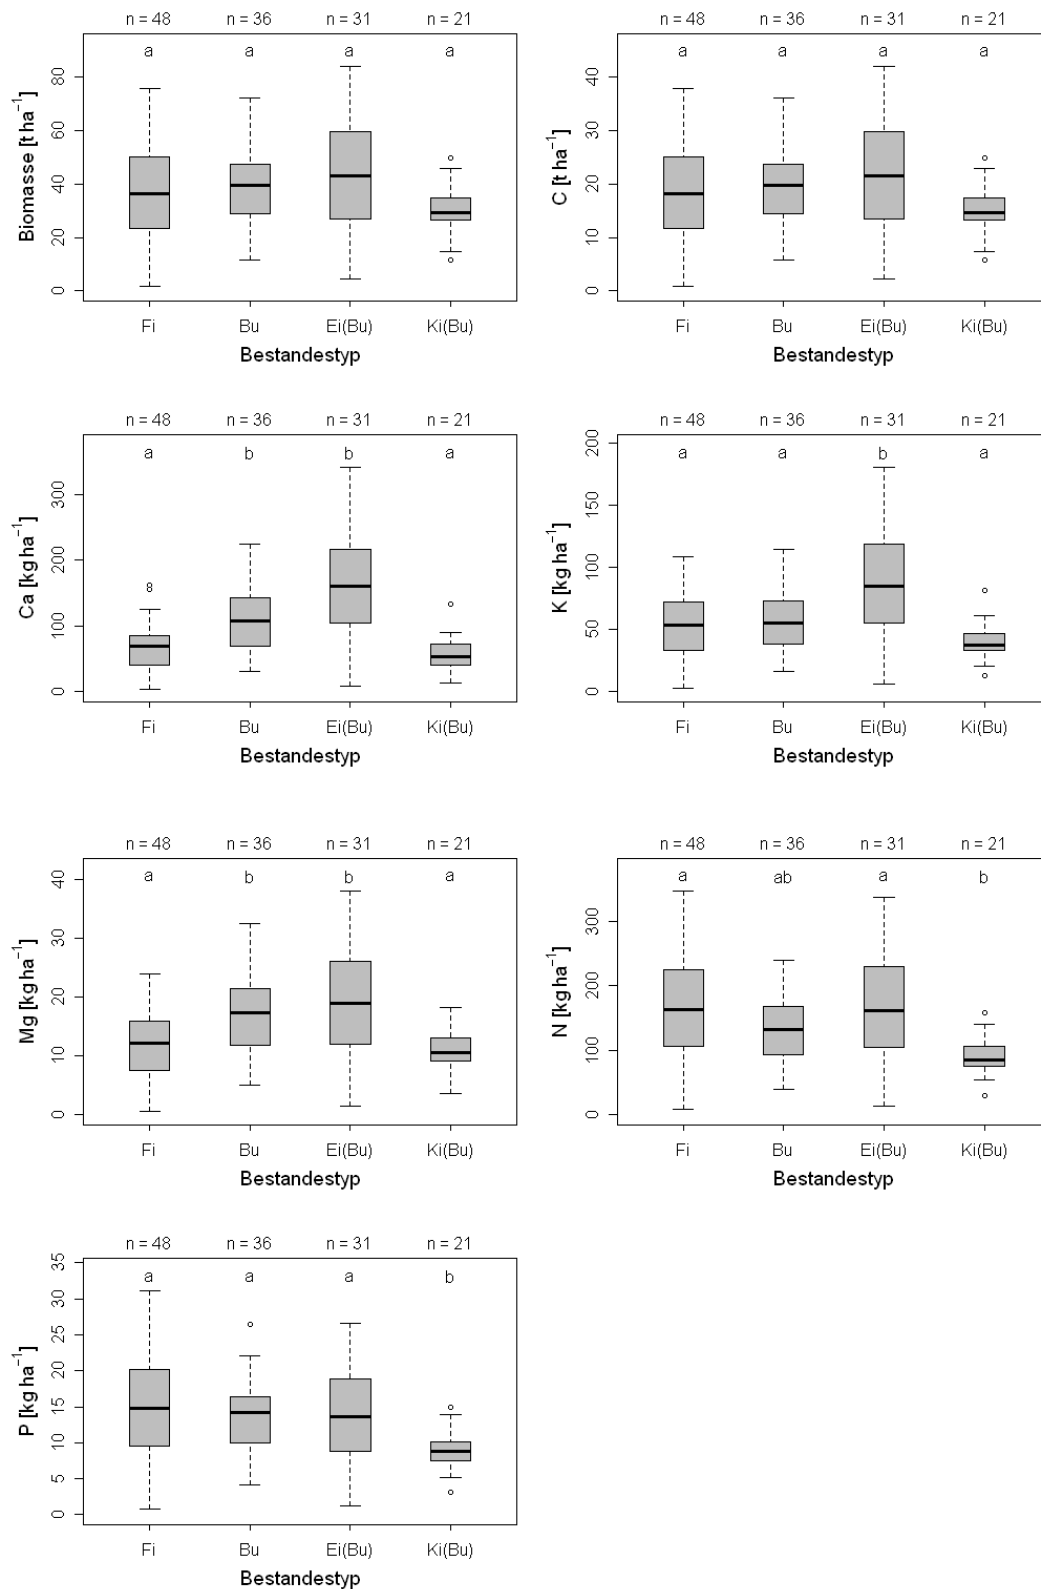 n = 48 n = 36 n = 31 n = 21
a a a a
Biomasse [t ha⁻¹]
80
60
40
20
0
Fi Bu Ei(Bu) Ki(Bu)
Bestandestyp
n = 48 n = 36 n = 31 n = 21
a a a a
C [t ha⁻¹]
40
30
20
10
0
Fi Bu Ei(Bu) Ki(Bu)
Bestandestyp
n = 48 n = 36 n = 31 n = 21
a b b a
Ca [kg ha⁻¹]
300
200
100
0
Fi Bu Ei(Bu) Ki(Bu)
Bestandestyp
n = 48 n = 36 n = 31 n = 21
a a b a
K [kg ha⁻¹]
200
150
100
50
0
Fi Bu Ei(Bu) Ki(Bu)
Bestandestyp
n = 48 n = 36 n = 31 n = 21
a b b a
Mg [kg ha⁻¹]
40
30
20
10
0
Fi Bu Ei(Bu) Ki(Bu)
Bestandestyp
n = 48 n = 36 n = 31 n = 21
a ab a b
N [kg ha⁻¹]
300
200
100
0
Fi Bu Ei(Bu) Ki(Bu)
Bestandestyp
n = 48 n = 36 n = 31 n = 21
a a a b
P [kg ha⁻¹]
35
30
25
20
15
10
5
0
Fi Bu Ei(Bu) Ki(Bu)
Bestandestyp